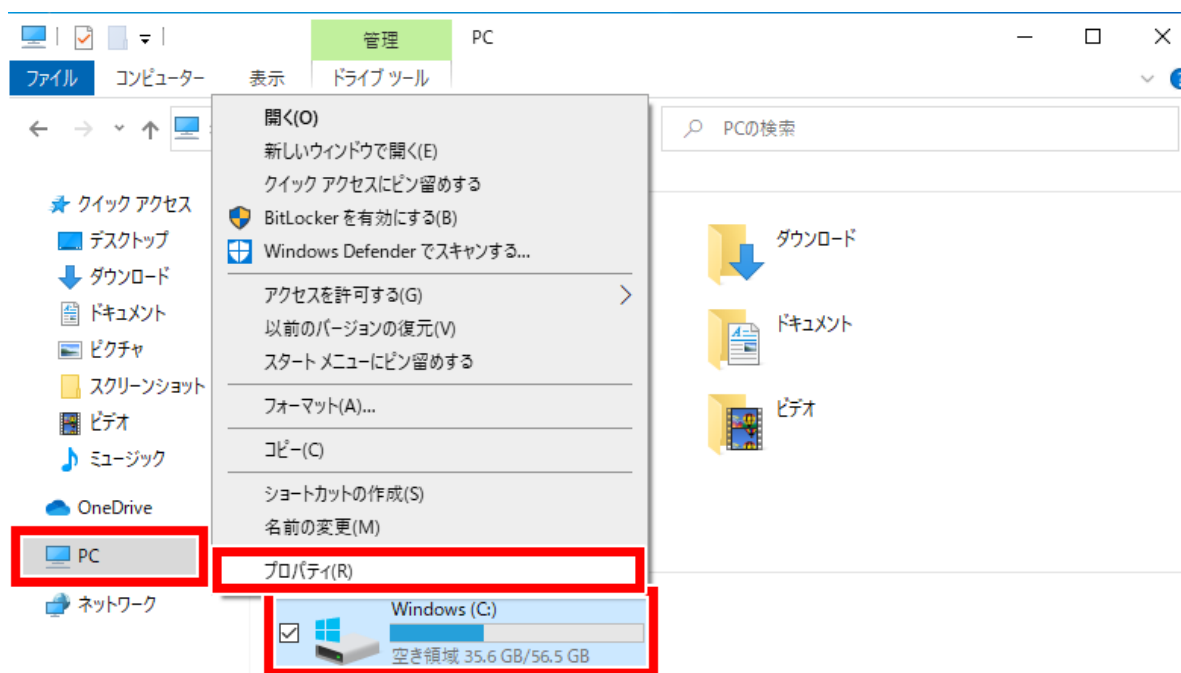 管理
PC
ファイル
コンピューター
表示
ドライブ ツール
PCの検索
開く(O)
新しいウィンドウで開く(E)
クイック アクセスにピン留めする
BitLocker を有効にする(B)
Windows Defender でスキャンする...
アクセスを許可する(G)
以前のバージョンの復元(V)
スタート メニューにピン留めする
フォーマット(A)...
コピー(C)
ショートカットの作成(S)
名前の変更(M)
プロパティ(R)
クイック アクセス
デスクトップ
ダウンロード
ドキュメント
ピクチャ
スクリーンショット
ビデオ
ミュージック
OneDrive
PC
ネットワーク
ダウンロード
ドキュメント
ビデオ
Windows (C:)
空き領域 35.6 GB/56.5 GB